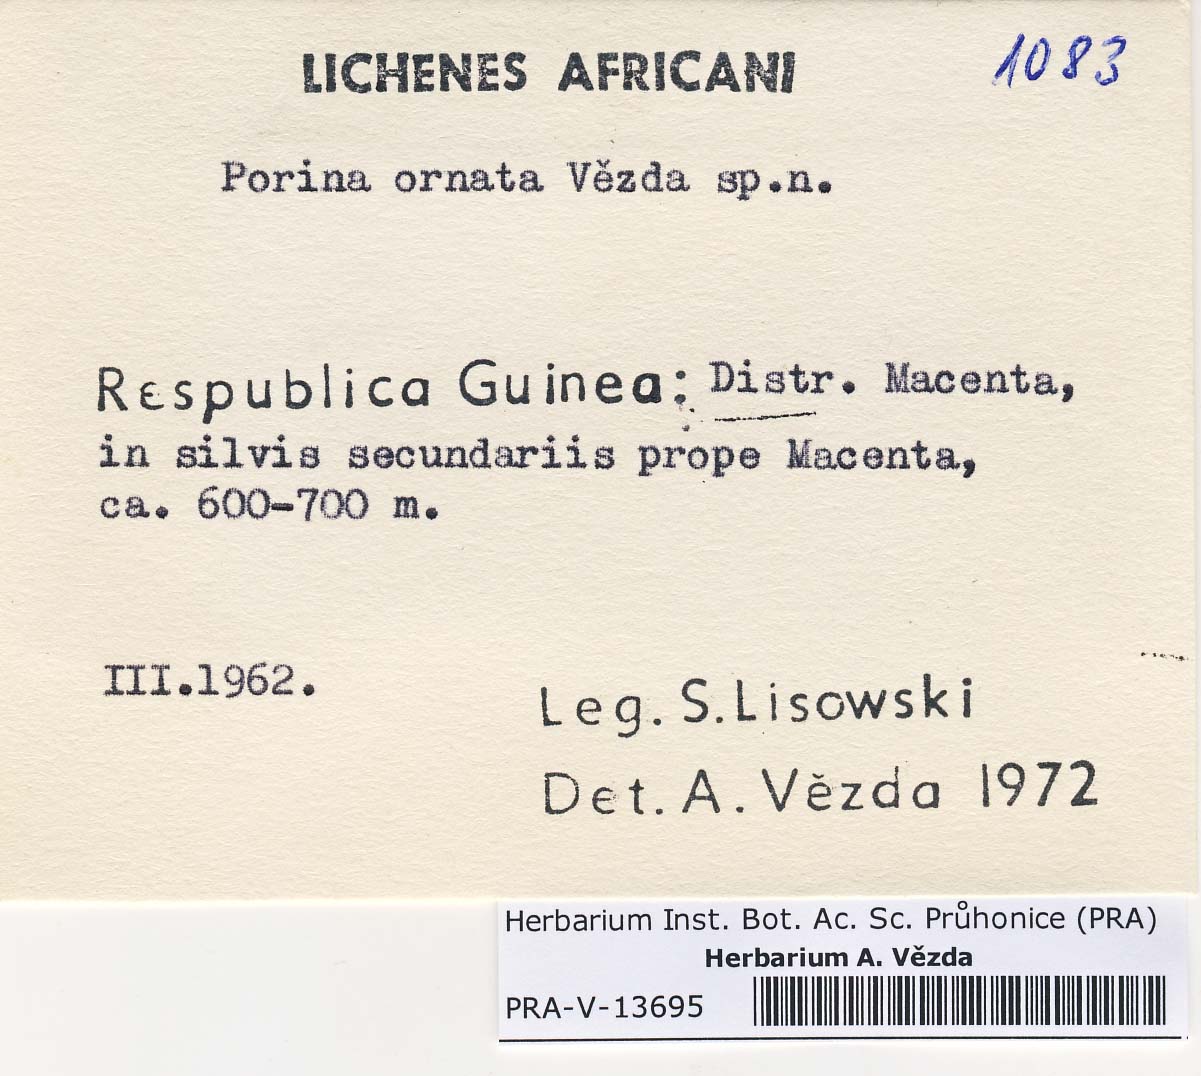 LICHENES AFRICANI
1083
Porina ornata Vězda sp.n.
Respublica Guinea: Distr. Macenta,
in silvis secundariis prope Macenta,
ca. 600-700 m.
III.1962.
Leg. S. Lisowski
Det. A. Vězda 1972
Herbarium Inst. Bot. Ac. Sc. Průhonice (PRA)
Herbarium A. Vězda
PRA-V-13695